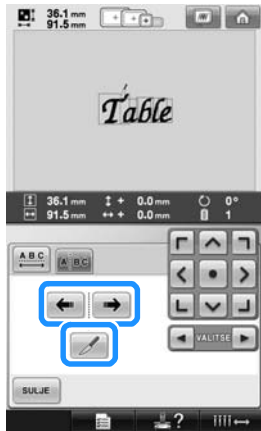 36.1 mm
91.5 mm
Table
36.1 mm + 0.0 mm 0°
91.5 mm + 0.0 mm 1
ABC
A BC
VALITSE
SULJE
?